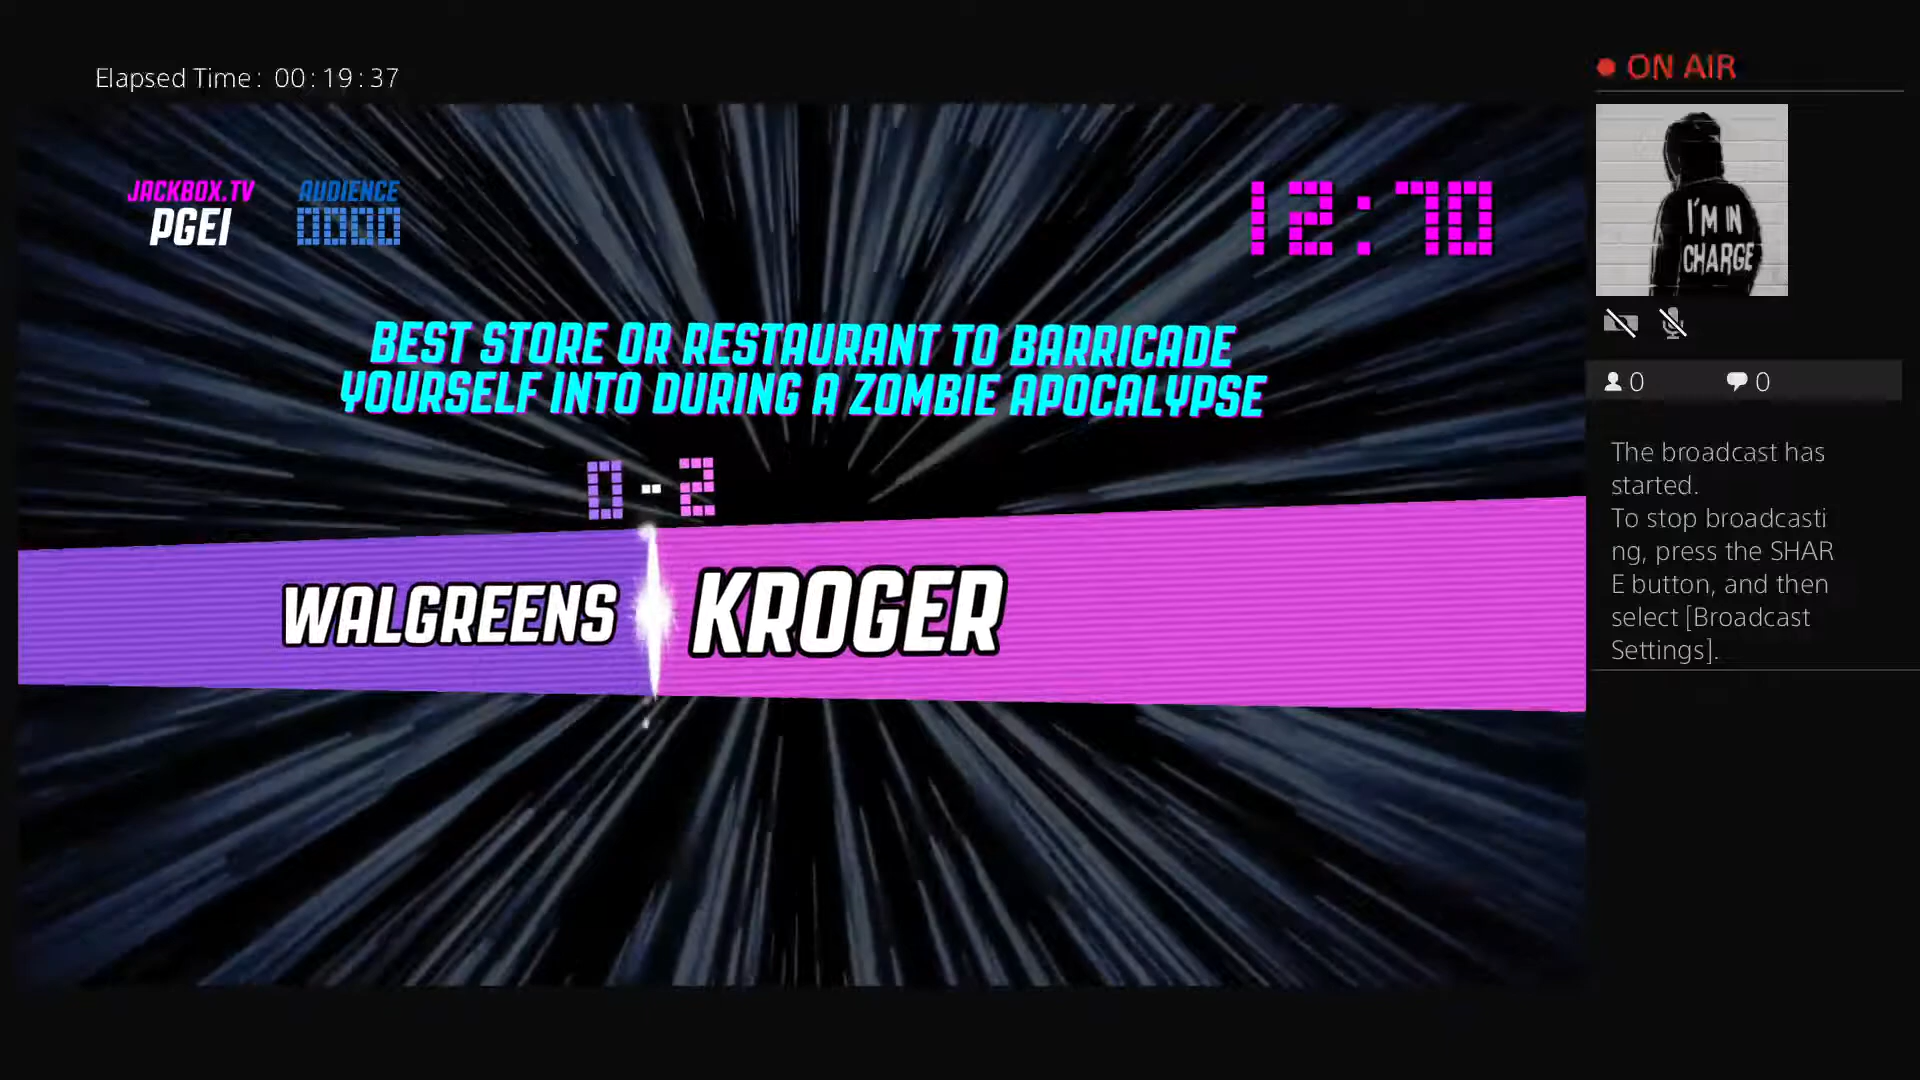 Elapsed Time: 00:19:37
ON AIR
JACKBOX.TV
PGEI
AUDIENCE
0000
12:70
I'M IN
CHARGE
BEST STORE OR RESTAURANT TO BARRICADE
YOURSELF INTO DURING A ZOMBIE APOCALYPSE
0 0
0-2
WALGREENS
KROGER
The broadcast has
started.
To stop broadcasti
ng, press the SHAR
E button, and then
select [Broadcast
Settings].